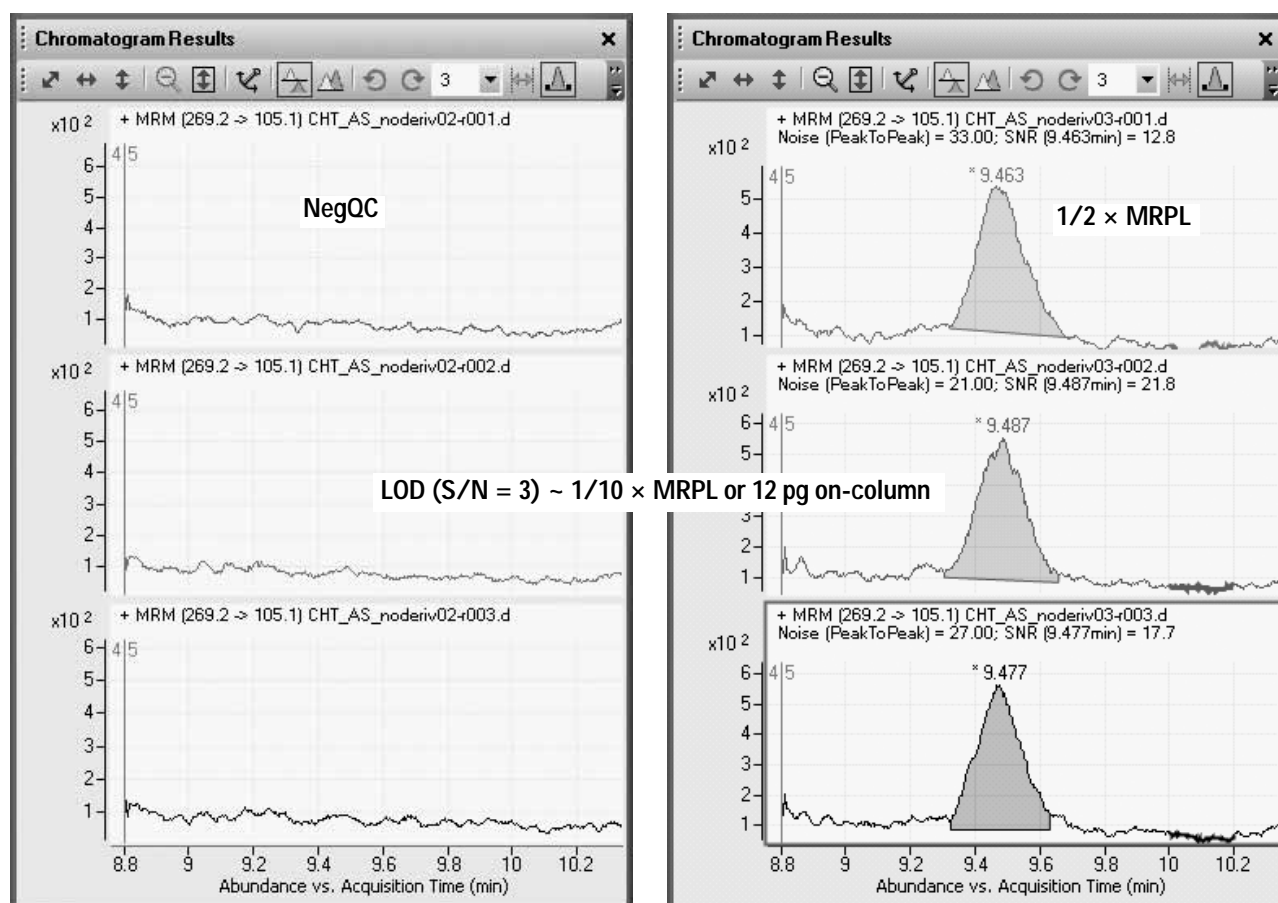 Chromatogram Results
3
+ MRM (269.2 -> 105.1) CHT_AS_noderiv02-r001.d
x10 2
4 5
6
5
4
3
2
1
NegQC
+ MRM (269.2 -> 105.1) CHT_AS_noderiv02-r002.d
x10 2
4 5
6
5
4
3
2
1
+ MRM (269.2 -> 105.1) CHT_AS_noderiv02-r003.d
x10 2
4 5
6
5
4
3
2
1
8.8 9 9.2 9.4 9.6 9.8 10 10.2
Abundance vs. Acquisition Time (min)
LOD (S/N = 3) ~ 1/10 × MRPL or 12 pg on-column
Chromatogram Results
3
+ MRM (269.2 -> 105.1) CHT_AS_noderiv03-r001.d
Noise (PeakToPeak) = 33.00; SNR (9.463min) = 12.8
x10 2
4 5
* 9.463
5
4
3
2
1
1/2 × MRPL
+ MRM (269.2 -> 105.1) CHT_AS_noderiv03-r002.d
Noise (PeakToPeak) = 21.00; SNR (9.487min) = 21.8
x10 2
4 5
* 9.487
6
5
3
2
1
+ MRM (269.2 -> 105.1) CHT_AS_noderiv03-r003.d
Noise (PeakToPeak) = 27.00; SNR (9.477min) = 17.7
x10 2
4 5
* 9.477
6
5
4
3
2
1
8.8 9 9.2 9.4 9.6 9.8 10 10.2
Abundance vs. Acquisition Time (min)